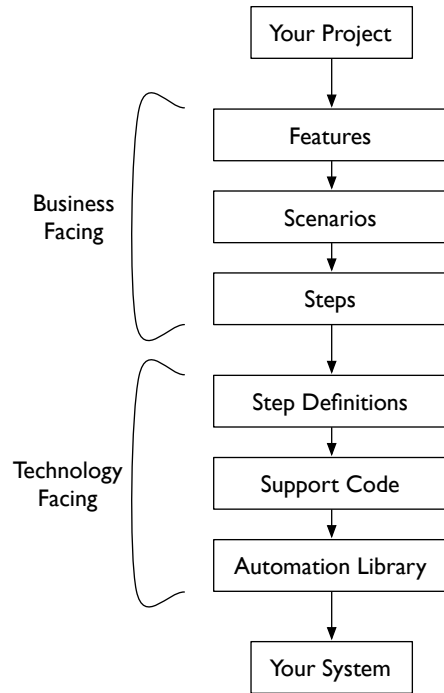 Your Project
Features
Business
Facing
Scenarios
Steps
Step Definitions
Technology
Facing
Support Code
Automation Library
Your System